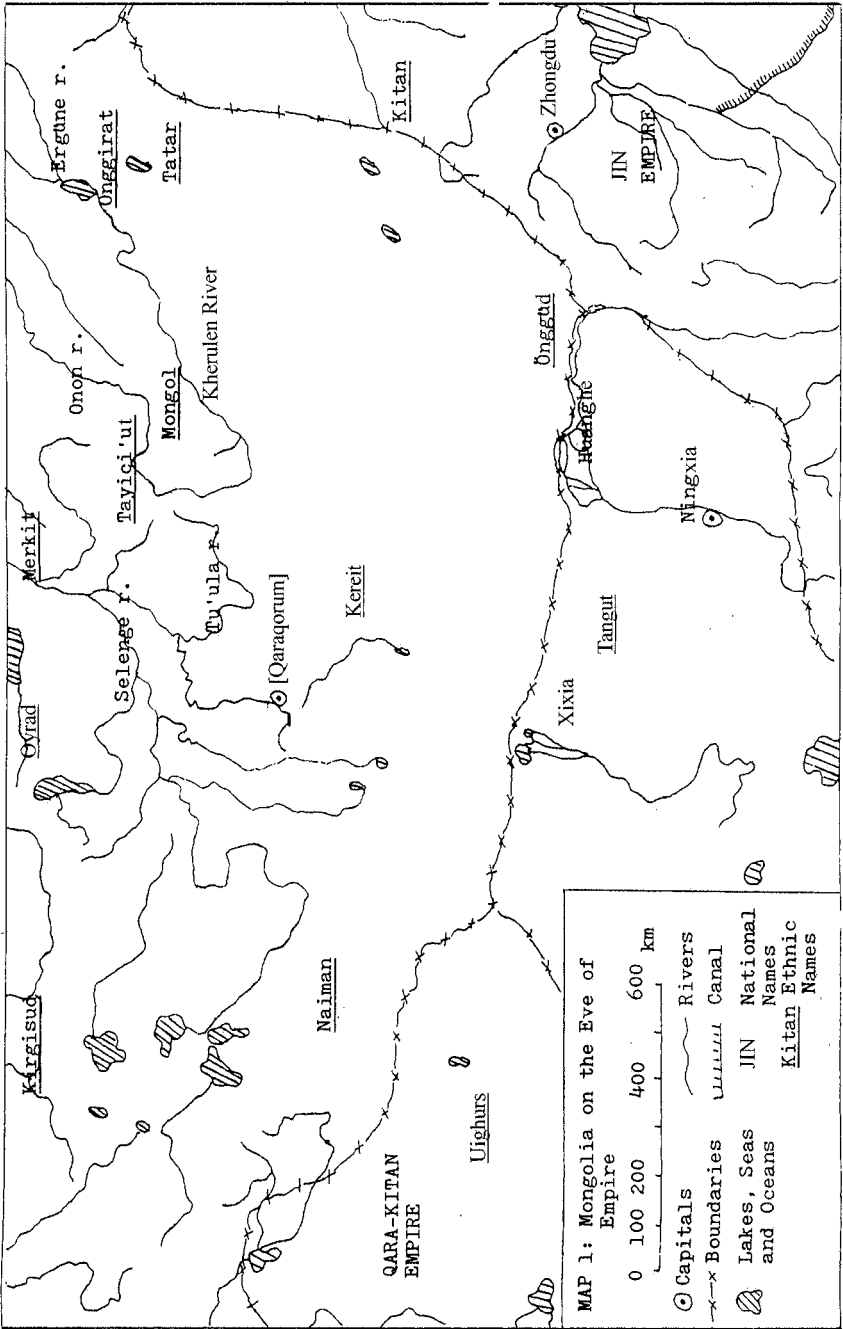 Ergüne r.
Onggirat
Tatar
Kitan
Zhongdu
JIN
EMPIRE
Onon r.
Mongol
Kherulen River
Tayici'ut
Önggüd
Huanghe
Merkit
Selenge r.
Tu'ula r.
[Qaraqorum]
Kereit
Ningxia
Tangut
Xixia
Oyrad
Kirgisud
Naiman
Uighurs
QARA-KITAN
EMPIRE
MAP 1: Mongolia on the Eve of
Empire
0 100 200 400 600
km
Capitals
Rivers
Boundaries
Canal
Lakes, Seas
and Oceans
JIN National
Names
Kitan Ethnic
Names